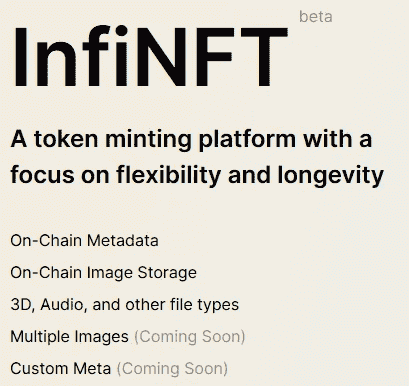 InfiNFT beta
A token minting platform with a
focus on flexibility and longevity
On-Chain Metadata
On-Chain Image Storage
3D, Audio, and other file types
Multiple Images (Coming Soon)
Custom Meta (Coming Soon)